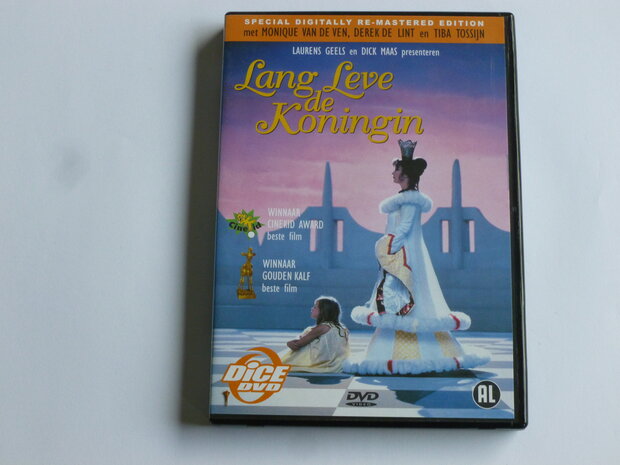 SPECIAL DIGITALLY RE-MASTERED EDITION
met MONIQUE VAN DE VEN, DEREK DE LINT en TIBA TOSSIJN
LAURENS GEELS en DICK MAAS presenteren
Lang Leve
de
Koningin
Cinekid
WINNAAR
CINEKID AWARD
beste film
WINNAAR
GOUDEN KALF
beste film
DiCE
DVD
DVD
VIDEO
AL